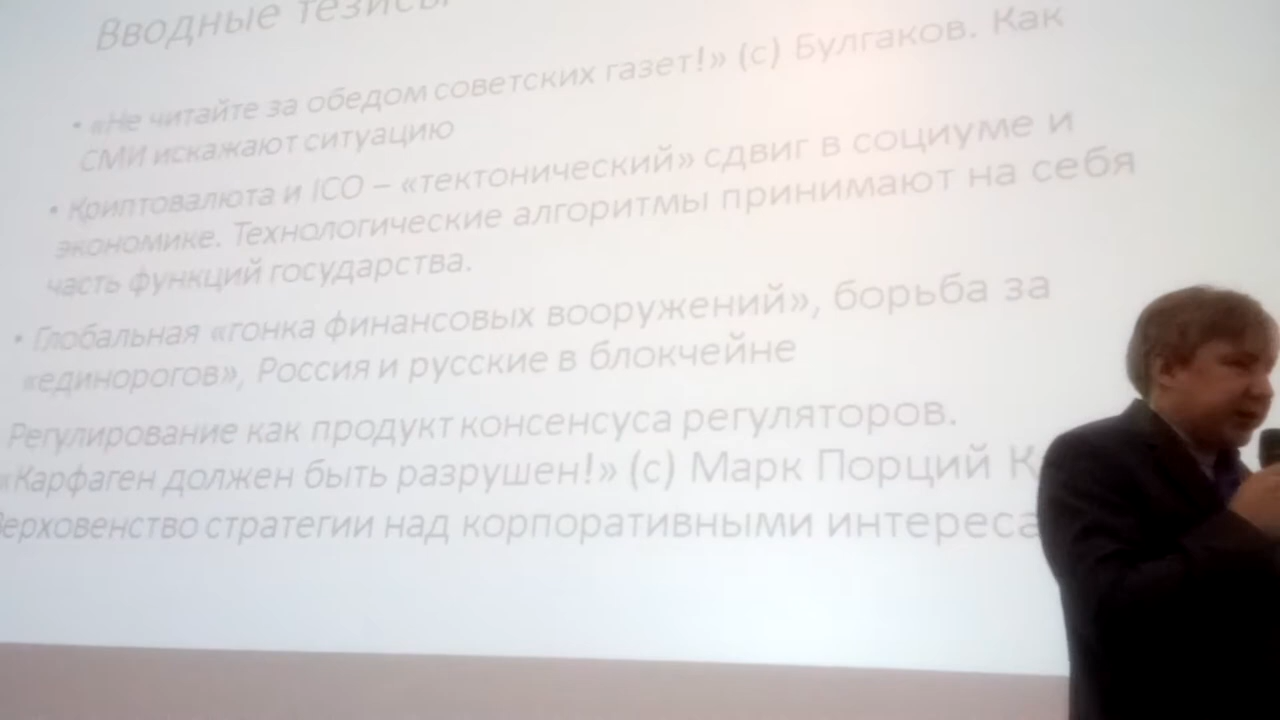 Вводные тезисы
• «Не читайте за обедом советских газет!» (с) Булгаков. Как
СМИ искажают ситуацию
• Криптовалюта и ICO – «тектонический» сдвиг в социуме и
экономике. Технологические алгоритмы принимают на себя
часть функций государства.
• Глобальная «гонка финансовых вооружений», борьба за
«единорогов», Россия и русские в блокчейне
Регулирование как продукт консенсуса регуляторов.
«Карфаген должен быть разрушен!» (с) Марк Порций
Верховенство стратегии над корпоративными